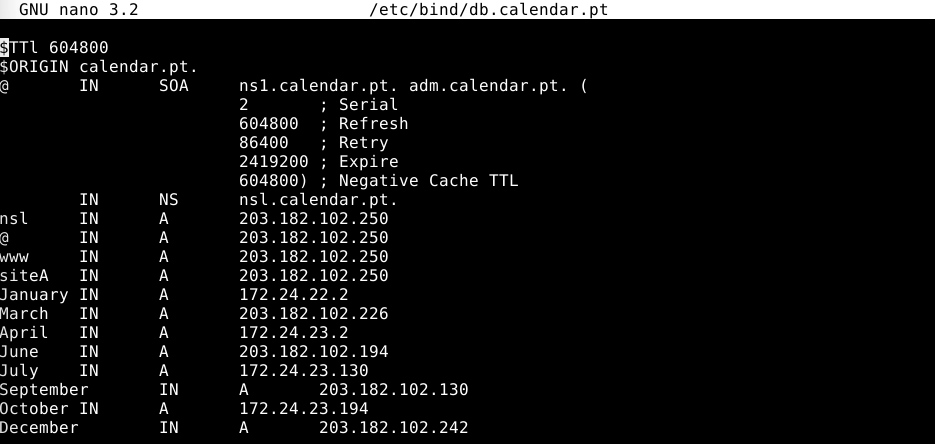 GNU nano 3.2 /etc/bind/db.calendar.pt
$TTl 604800
$ORIGIN calendar.pt.
@ IN SOA ns1.calendar.pt. adm.calendar.pt. (
2 ; Serial
604800 ; Refresh
86400 ; Retry
2419200 ; Expire
604800) ; Negative Cache TTL
IN NS nsl.calendar.pt.
nsl IN A 203.182.102.250
@ IN A 203.182.102.250
www IN A 203.182.102.250
siteA IN A 203.182.102.250
January IN A 172.24.22.2
March IN A 203.182.102.226
April IN A 172.24.23.2
June IN A 203.182.102.194
July IN A 172.24.23.130
September IN A 203.182.102.130
October IN A 172.24.23.194
December IN A 203.182.102.242